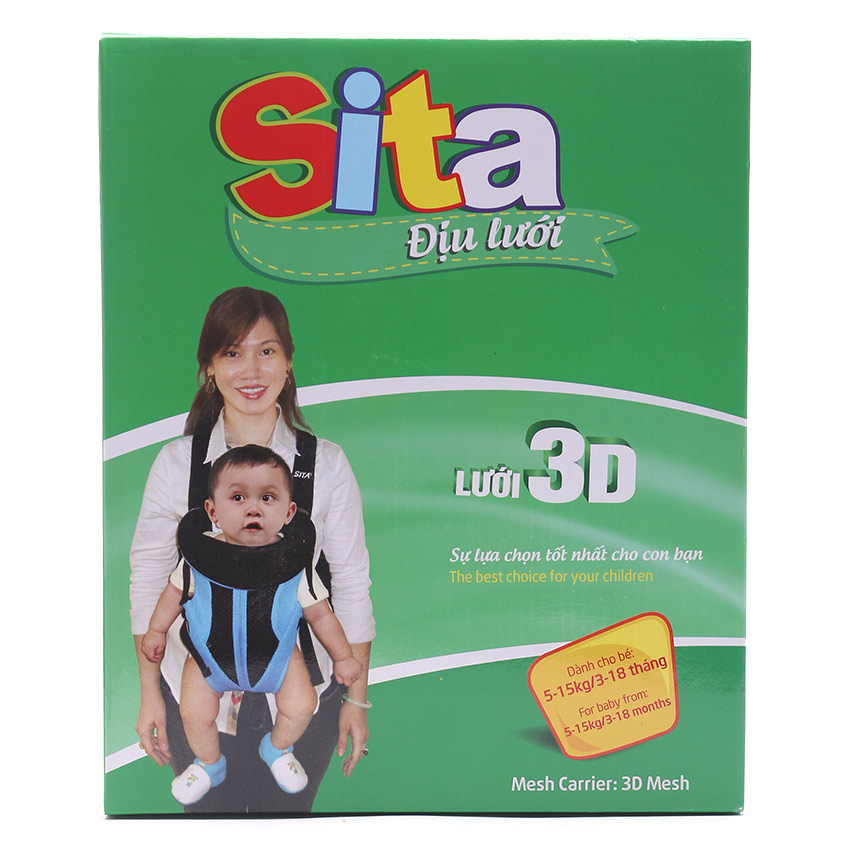 Sita
Địu lưới
SITA
LƯỚI 3D
Sự lựa chọn tốt nhất cho con bạn
The best choice for your children
Dành cho bé:
5-15kg/3-18 tháng
For baby from:
5-15kg/3-18 months
Mesh Carrier: 3D Mesh